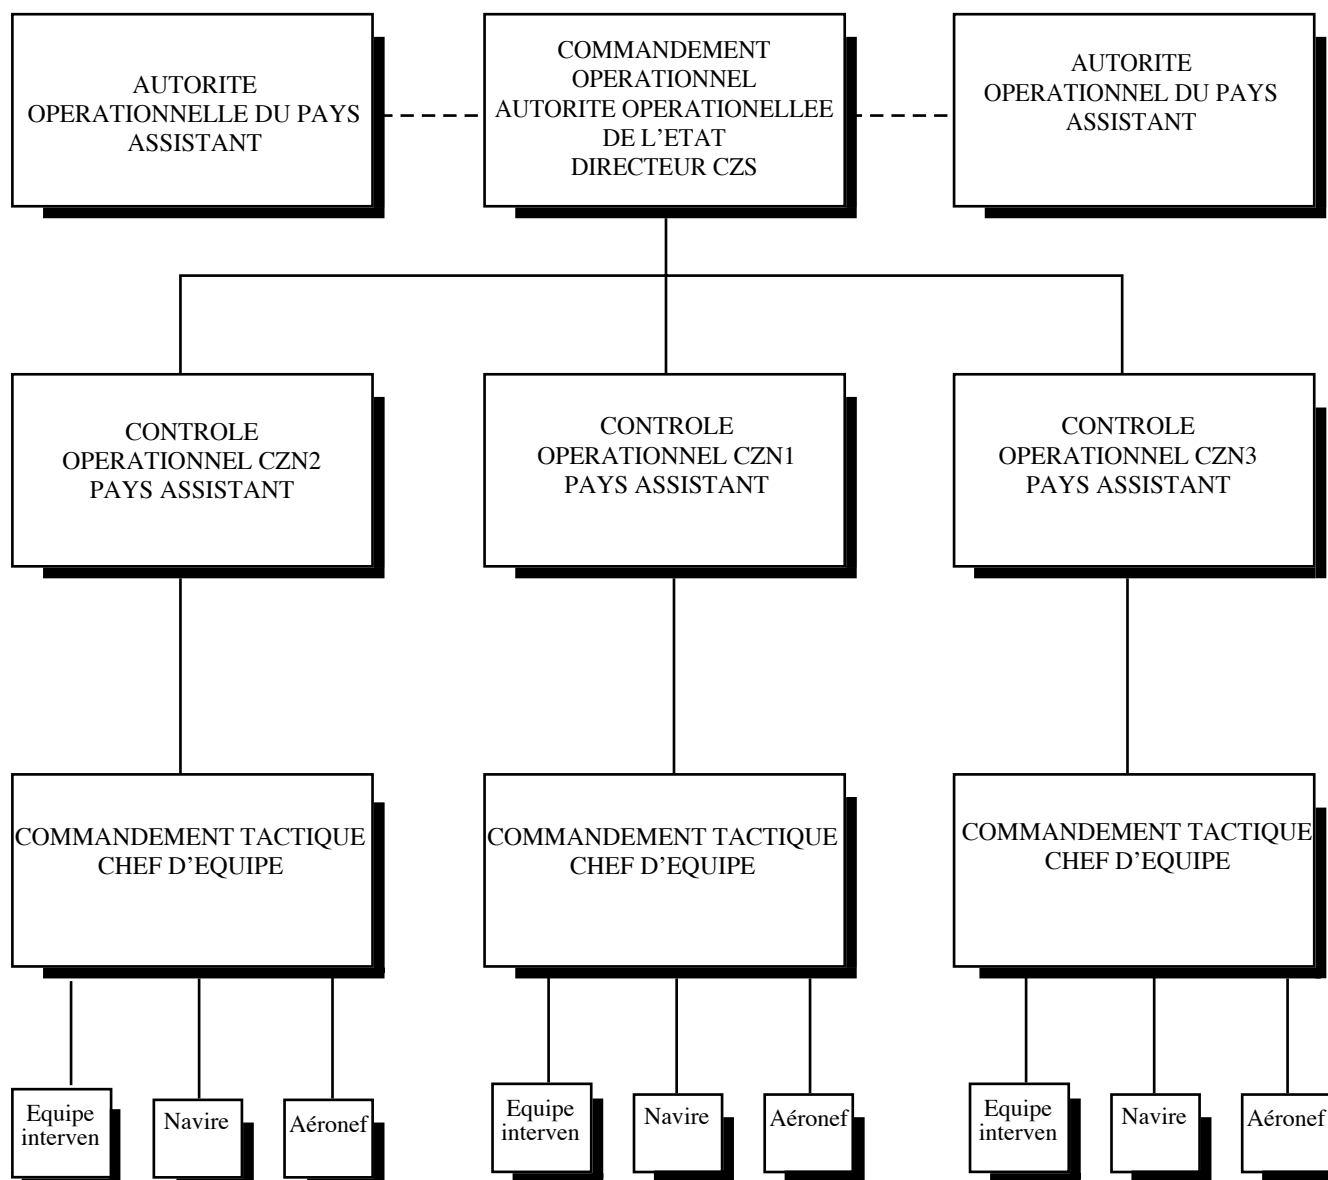 AUTORITE
OPERATIONNELLE DU PAYS
ASSISTANT
COMMANDEMENT
OPERATIONNEL
AUTORITE OPERATIONELLEE
DE L’ETAT
DIRECTEUR CZS
AUTORITE
OPERATIONNEL DU PAYS
ASSISTANT
CONTROLE
OPERATIONNEL CZN2
PAYS ASSISTANT
CONTROLE
OPERATIONNEL CZN1
PAYS ASSISTANT
CONTROLE
OPERATIONNEL CZN3
PAYS ASSISTANT
COMMANDEMENT TACTIQUE
CHEF D’EQUIPE
COMMANDEMENT TACTIQUE
CHEF D’EQUIPE
COMMANDEMENT TACTIQUE
CHEF D’EQUIPE
Equipe
interven
Navire
Aéronef
Equipe
interven
Navire
Aéronef
Equipe
interven
Navire
Aéronef